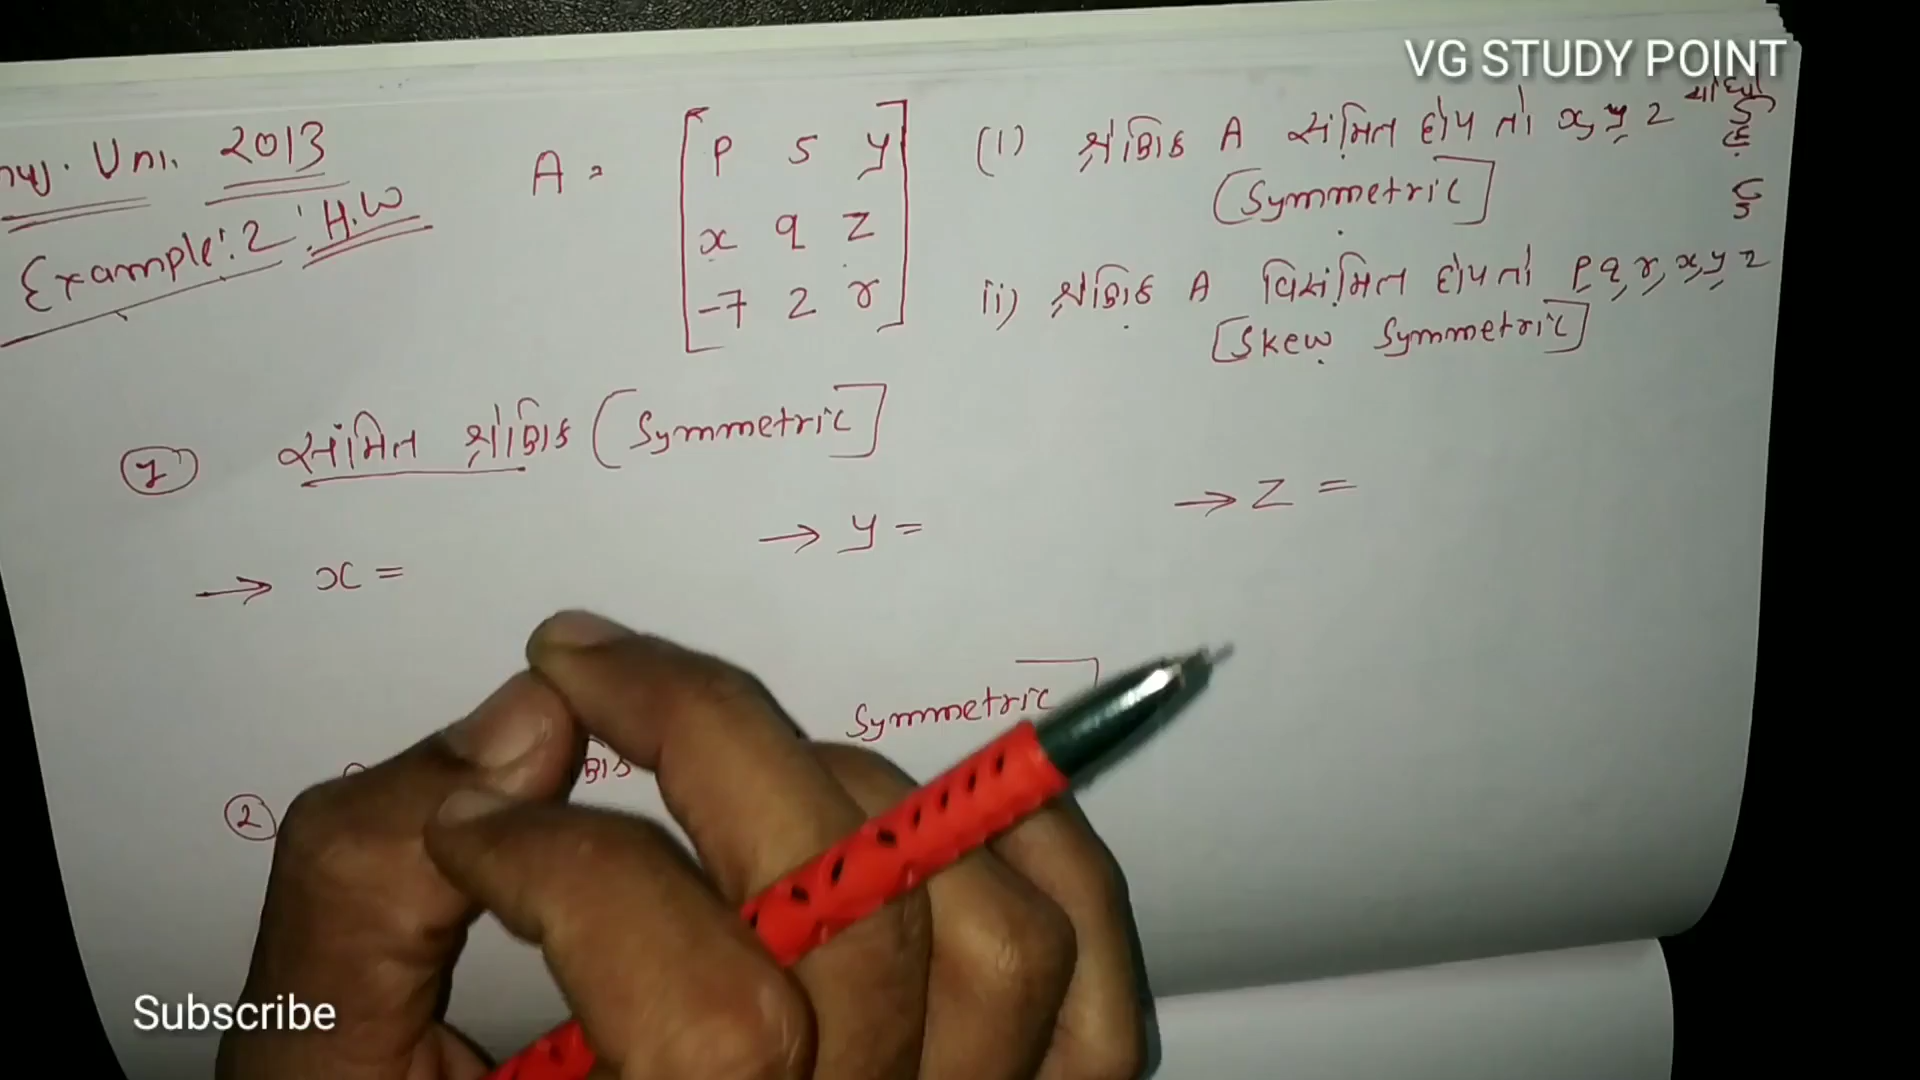 VG STUDY POINT
Uni. 2013
Example:2 H.W
A = [ p 5 y
x q z
-7 2 r ]
(1) શ્રેણિક A સંમિત હોય તો x, y z
[Symmetric]
ii) શ્રેણિક A વિસંમિત હોય તો p, q, r, x, y z
[Skew Symmetric]
1 સંમિત શ્રેણિક [Symmetric]
→ x =
→ y =
→ z =
Symmetric]
2
Subscribe